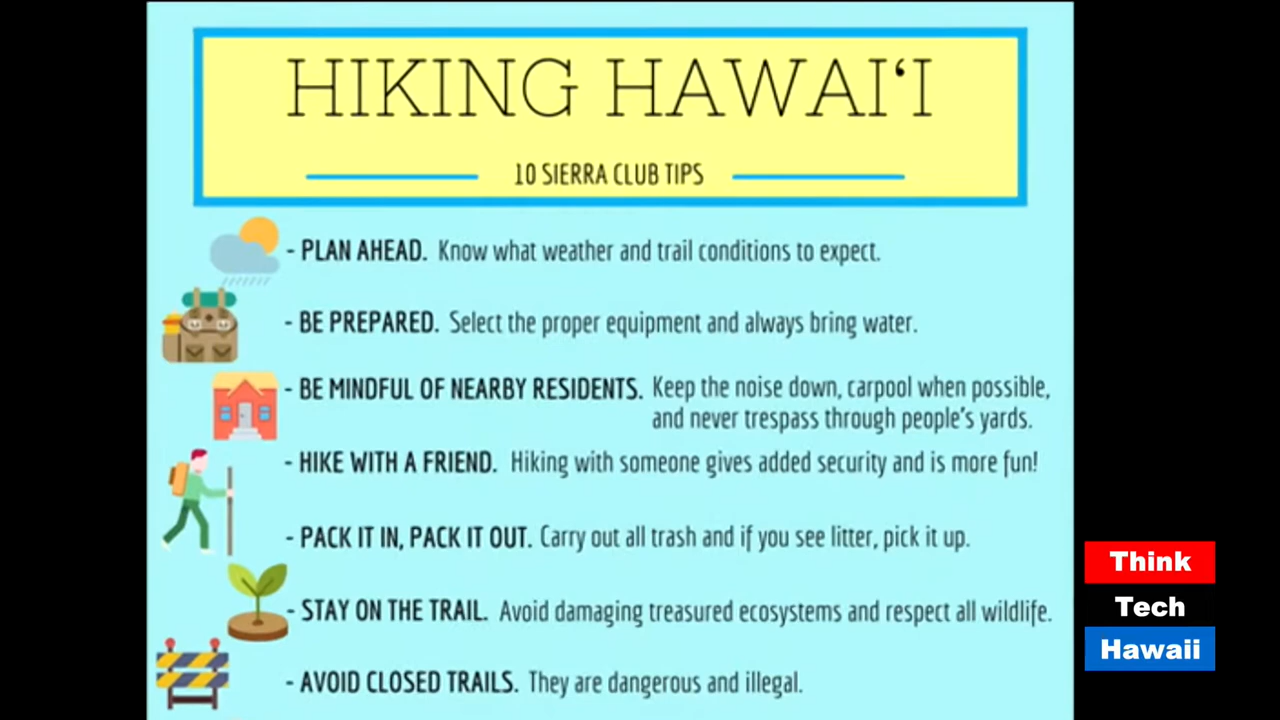 HIKING HAWAI‘I
10 SIERRA CLUB TIPS
- PLAN AHEAD. Know what weather and trail conditions to expect.
- BE PREPARED. Select the proper equipment and always bring water.
- BE MINDFUL OF NEARBY RESIDENTS. Keep the noise down, carpool when possible,
and never trespass through people's yards.
- HIKE WITH A FRIEND. Hiking with someone gives added security and is more fun!
- PACK IT IN, PACK IT OUT. Carry out all trash and if you see litter, pick it up.
- STAY ON THE TRAIL. Avoid damaging treasured ecosystems and respect all wildlife.
- AVOID CLOSED TRAILS. They are dangerous and illegal.
Think
Tech
Hawaii